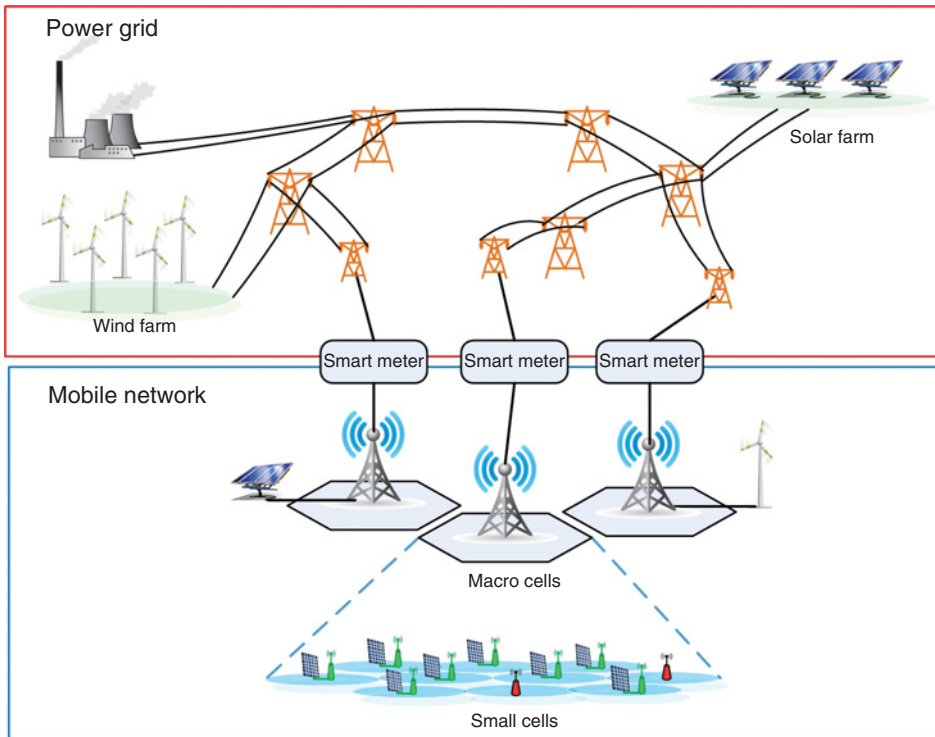 Power grid
Solar farm
Wind farm
Smart meter
Smart meter
Smart meter
Mobile network
Macro cells
Small cells